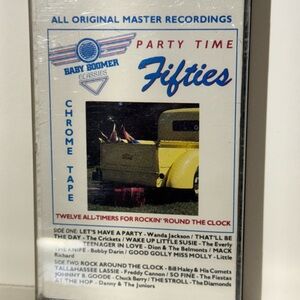 ALL ORIGINAL MASTER RECORDINGS
BABY BOOMER
CLASSICS
PARTY TIME
Fifties
CHROME TAPE
TWELVE ALL-TIMERS FOR ROCKIN' 'ROUND THE CLOCK
SIDE ONE: LET'S HAVE A PARTY - Wanda Jackson / THAT'LL BE
THE DAY - The Crickets / WAKE UP LITTLE SUSIE - The Everly
TEENAGER IN LOVE - Dion & The Belmonts / MACK
THE KNIFE - Bobby Darin / GOOD GOLLY MISS MOLLY - Little
Richard
SIDE TWO: ROCK AROUND THE CLOCK - Bill Haley & His Comets
TALLAHASSEE LASSIE - Freddy Cannon / SO FINE - The Fiestas
JOHNNY B. GOODE - Chuck Berry / THE STROLL - The Diamonds
AT THE HOP - Danny & The Juniors